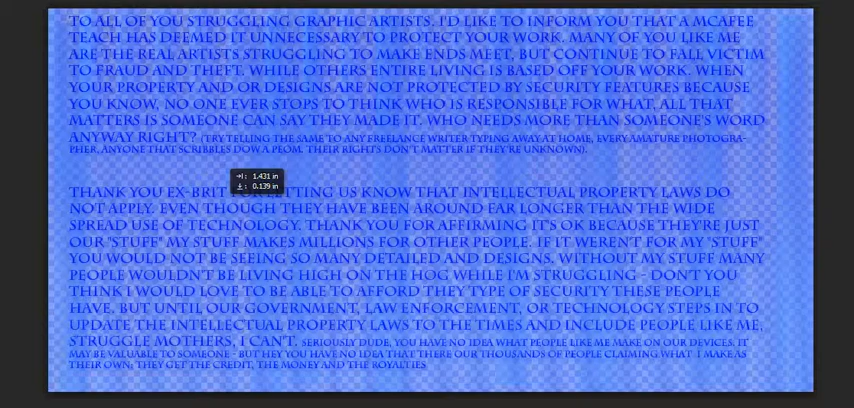 TO ALL OF YOU STRUGGLING GRAPHIC ARTISTS. I'D LIKE TO INFORM YOU THAT A MCAFEE
TEACH HAS DEEMED IT UNNECESSARY TO PROTECT YOUR WORK. MANY OF YOU LIKE ME
ARE THE REAL ARTISTS STRUGGLING TO MAKE ENDS MEET, BUT CONTINUE TO FALL VICTIM
TO FRAUD AND THEFT. WHILE OTHERS ENTIRE LIVING IS BASED OFF YOUR WORK. WHEN
YOUR PROPERTY AND OR DESIGNS ARE NOT PROTECTED BY SECURITY FEATURES BECAUSE
YOU KNOW, NO ONE EVER STOPS TO THINK WHO IS RESPONSIBLE FOR WHAT, ALL THAT
MATTERS IS SOMEONE CAN SAY THEY MADE IT. WHO NEEDS MORE THAN SOMEONE'S WORD
ANYWAY RIGHT? (TRY TELLING THE SAME TO ANY FREELANCE WRITER TYPING AWAY AT HOME, EVERY AMATURE PHOTOGRA-
PHER, ANYONE THAT SCRIBBLES DOW A PEOM. THEIR RIGHTS DON'T MATTER IF THEY'RE UNKNOWN).
1.431 in
0.139 in
THANK YOU EX-BRIT FOR LETTING US KNOW THAT INTELLECTUAL PROPERTY LAWS DO
NOT APPLY. EVEN THOUGH THEY HAVE BEEN AROUND FAR LONGER THAN THE WIDE
SPREAD USE OF TECHNOLOGY. THANK YOU FOR AFFIRMING IT'S OK BECAUSE THEY'RE JUST
OUR "STUFF" MY STUFF MAKES MILLIONS FOR OTHER PEOPLE. IF IT WERENT FOR MY "STUFF"
YOU WOULD NOT BE SEEING SO MANY DETAILED AND DESIGNS. WITHOUT MY STUFF MANY
PEOPLE WOULDN'T BE LIVING HIGH ON THE HOG WHILE I'M STRUGGLING - DON'T YOU
THINK I WOULD LOVE TO BE ABLE TO AFFORD THEY TYPE OF SECURITY THESE PEOPLE
HAVE. BUT UNTIL OUR GOVERNMENT, LAW ENFORCEMENT, OR TECHNOLOGY STEPS IN TO
UPDATE THE INTELLECTUAL PROPERTY LAWS TO THE TIMES AND INCLUDE PEOPLE LIKE ME,
STRUGGLE MOTHERS, I CAN'T. SERIOUSLY DUDE, YOU HAVE NO IDEA WHAT PEOPLE LIKE ME MAKE ON OUR DEVICES. IT
MAY BE VALUABLE TO SOMEONE - BUT HEY YOU HAVE NO IDEA THAT THERE OUR THOUSANDS OF PEOPLE CLAIMING WHAT I MAKE AS
THEIR OWN; THEY GET THE CREDIT, THE MONEY AND THE ROYALTIES